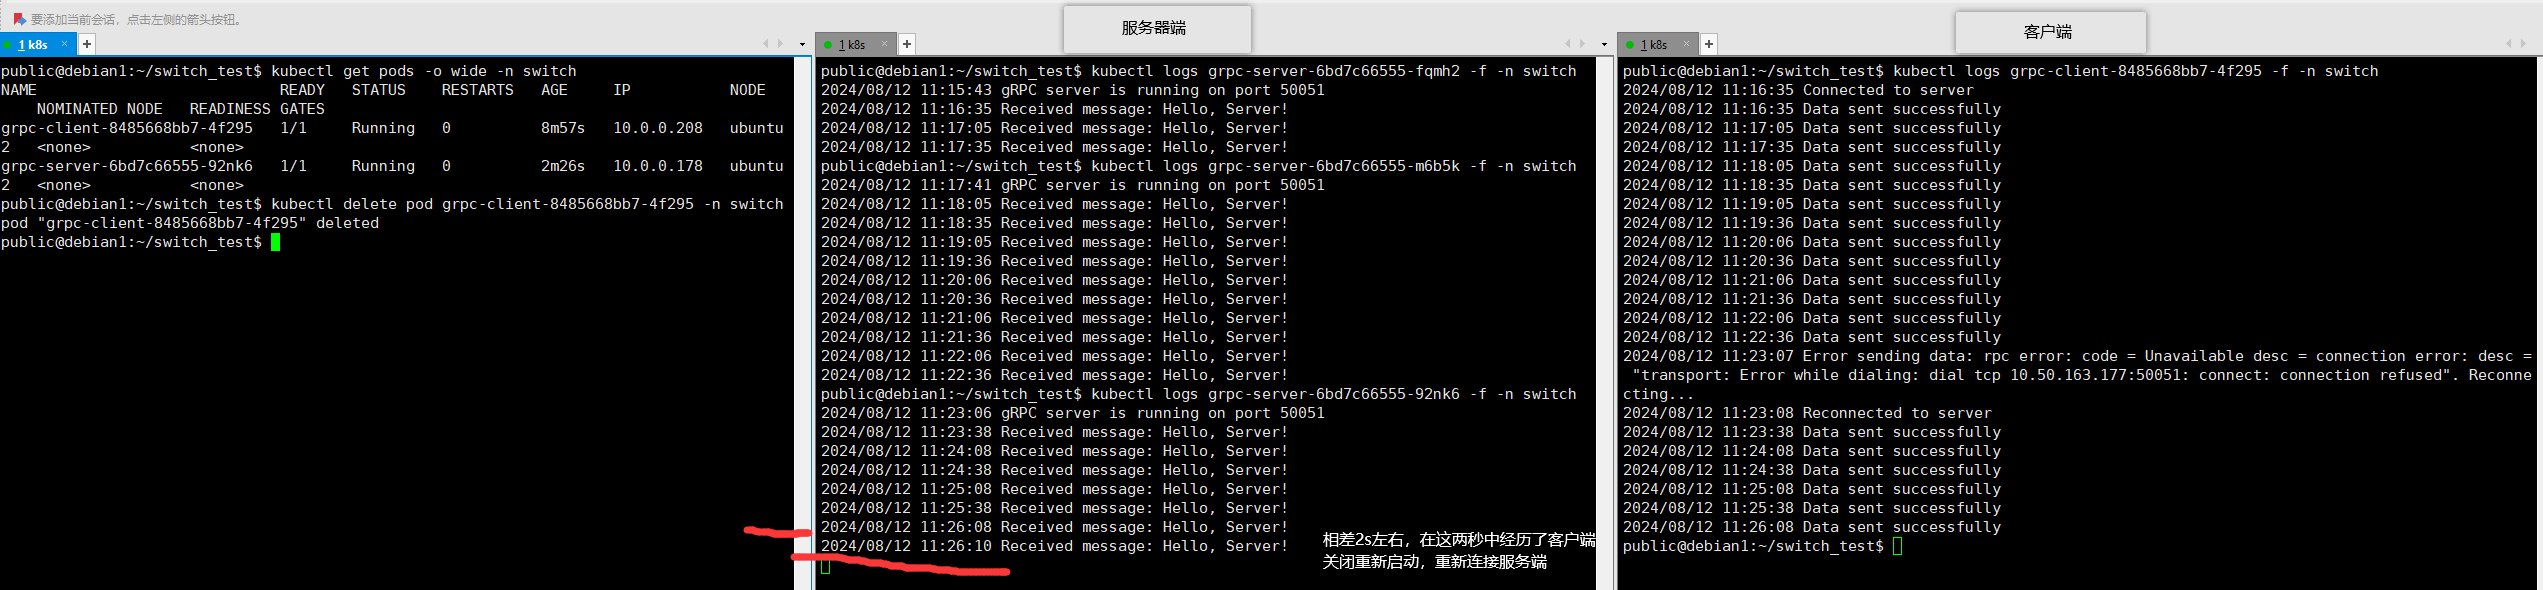 要添加当前会话，点击左侧的箭头按钮。
1 k8s
public@debian1:~/switch_test$ kubectl get pods -o wide -n switch
NAME                           READY   STATUS    RESTARTS   AGE     IP           NODE
    NOMINATED NODE   READINESS GATES
grpc-client-8485668bb7-4f295   1/1     Running   0          8m57s   10.0.0.208   ubuntu
2   <none>           <none>
grpc-server-6bd7c66555-92nk6   1/1     Running   0          2m26s   10.0.0.178   ubuntu
2   <none>           <none>
public@debian1:~/switch_test$ kubectl delete pod grpc-client-8485668bb7-4f295 -n switch
pod "grpc-client-8485668bb7-4f295" deleted
public@debian1:~/switch_test$
服务器端
1 k8s
public@debian1:~/switch_test$ kubectl logs grpc-server-6bd7c66555-fqmh2 -f -n switch
2024/08/12 11:15:43 gRPC server is running on port 50051
2024/08/12 11:16:35 Received message: Hello, Server!
2024/08/12 11:17:05 Received message: Hello, Server!
2024/08/12 11:17:35 Received message: Hello, Server!
public@debian1:~/switch_test$ kubectl logs grpc-server-6bd7c66555-m6b5k -f -n switch
2024/08/12 11:17:41 gRPC server is running on port 50051
2024/08/12 11:18:05 Received message: Hello, Server!
2024/08/12 11:18:35 Received message: Hello, Server!
2024/08/12 11:19:05 Received message: Hello, Server!
2024/08/12 11:19:36 Received message: Hello, Server!
2024/08/12 11:20:06 Received message: Hello, Server!
2024/08/12 11:20:36 Received message: Hello, Server!
2024/08/12 11:21:06 Received message: Hello, Server!
2024/08/12 11:21:36 Received message: Hello, Server!
2024/08/12 11:22:06 Received message: Hello, Server!
2024/08/12 11:22:36 Received message: Hello, Server!
public@debian1:~/switch_test$ kubectl logs grpc-server-6bd7c66555-92nk6 -f -n switch
2024/08/12 11:23:06 gRPC server is running on port 50051
2024/08/12 11:23:38 Received message: Hello, Server!
2024/08/12 11:24:08 Received message: Hello, Server!
2024/08/12 11:24:38 Received message: Hello, Server!
2024/08/12 11:25:08 Received message: Hello, Server!
2024/08/12 11:25:38 Received message: Hello, Server!
2024/08/12 11:26:08 Received message: Hello, Server!
2024/08/12 11:26:10 Received message: Hello, Server!
相差2s左右，在这两秒中经历了客户端
关闭重新启动，重新连接服务端
客户端
1 k8s
public@debian1:~/switch_test$ kubectl logs grpc-client-8485668bb7-4f295 -f -n switch
2024/08/12 11:16:35 Connected to server
2024/08/12 11:16:35 Data sent successfully
2024/08/12 11:17:05 Data sent successfully
2024/08/12 11:17:35 Data sent successfully
2024/08/12 11:18:05 Data sent successfully
2024/08/12 11:18:35 Data sent successfully
2024/08/12 11:19:05 Data sent successfully
2024/08/12 11:19:36 Data sent successfully
2024/08/12 11:20:06 Data sent successfully
2024/08/12 11:20:36 Data sent successfully
2024/08/12 11:21:06 Data sent successfully
2024/08/12 11:21:36 Data sent successfully
2024/08/12 11:22:06 Data sent successfully
2024/08/12 11:22:36 Data sent successfully
2024/08/12 11:23:07 Error sending data: rpc error: code = Unavailable desc = connection error: desc =
 "transport: Error while dialing: dial tcp 10.50.163.177:50051: connect: connection refused". Reconne
cting...
2024/08/12 11:23:08 Reconnected to server
2024/08/12 11:23:38 Data sent successfully
2024/08/12 11:24:08 Data sent successfully
2024/08/12 11:24:38 Data sent successfully
2024/08/12 11:25:08 Data sent successfully
2024/08/12 11:25:38 Data sent successfully
2024/08/12 11:26:08 Data sent successfully
public@debian1:~/switch_test$